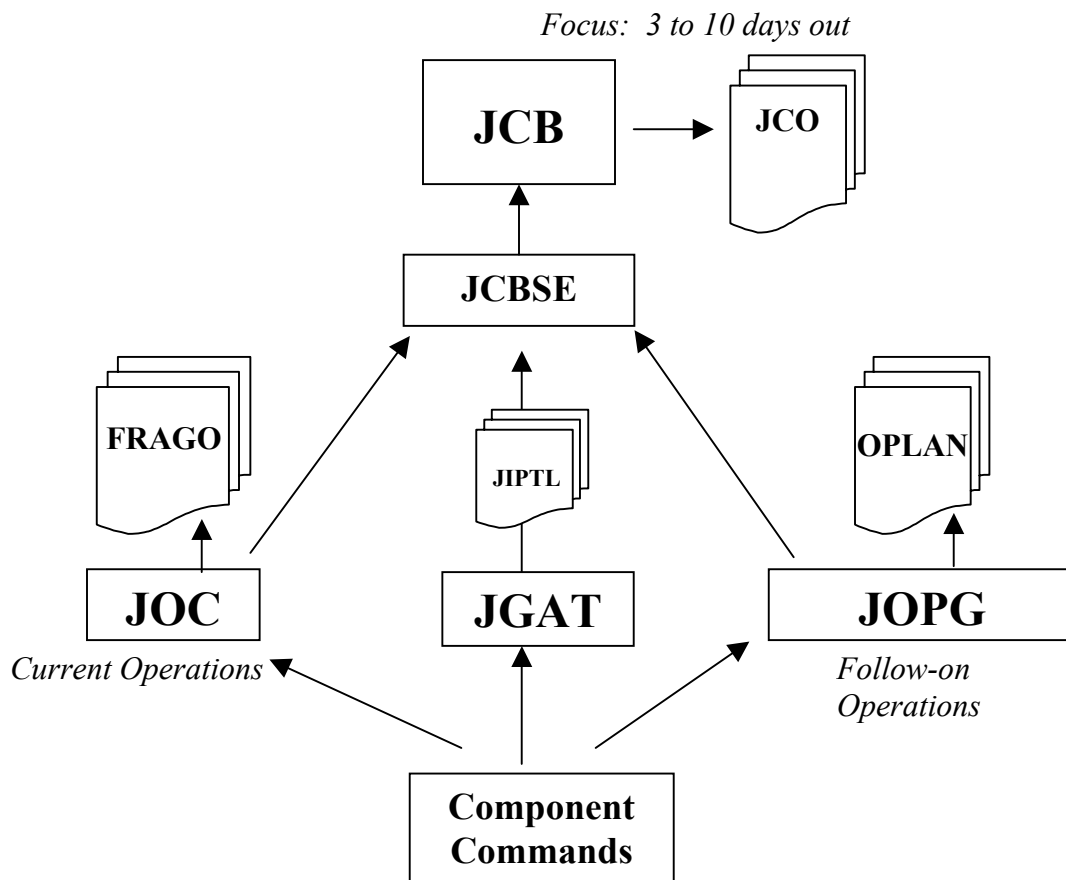 Focus: 3 to 10 days out
JCB
JCO
JCBSE
FRAGO
JIPTL
OPLAN
JOC
JGAT
JOPG
Current Operations
Follow-on
Operations
Component
Commands